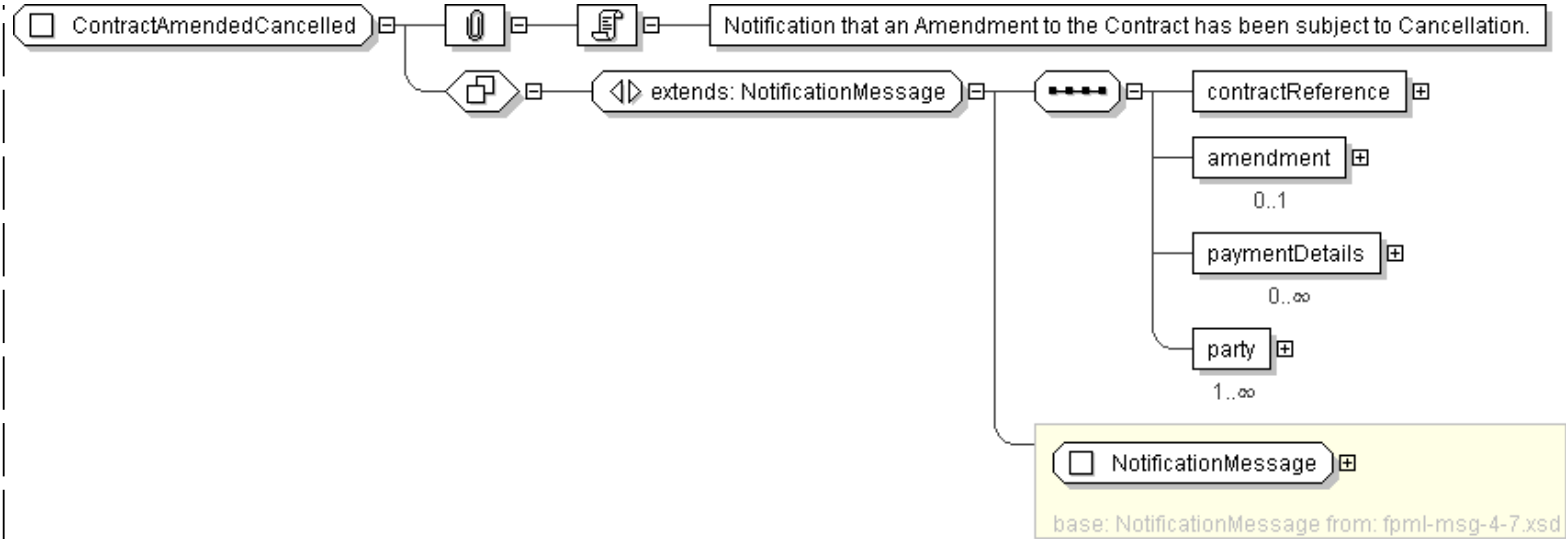 ContractAmendedCancelled
Notification that an Amendment to the Contract has been subject to Cancellation.
extends: NotificationMessage
contractReference
amendment
0..1
paymentDetails
0..∞
party
1..∞
NotificationMessage
base: NotificationMessage from: fpml-msg-4-7.xsd